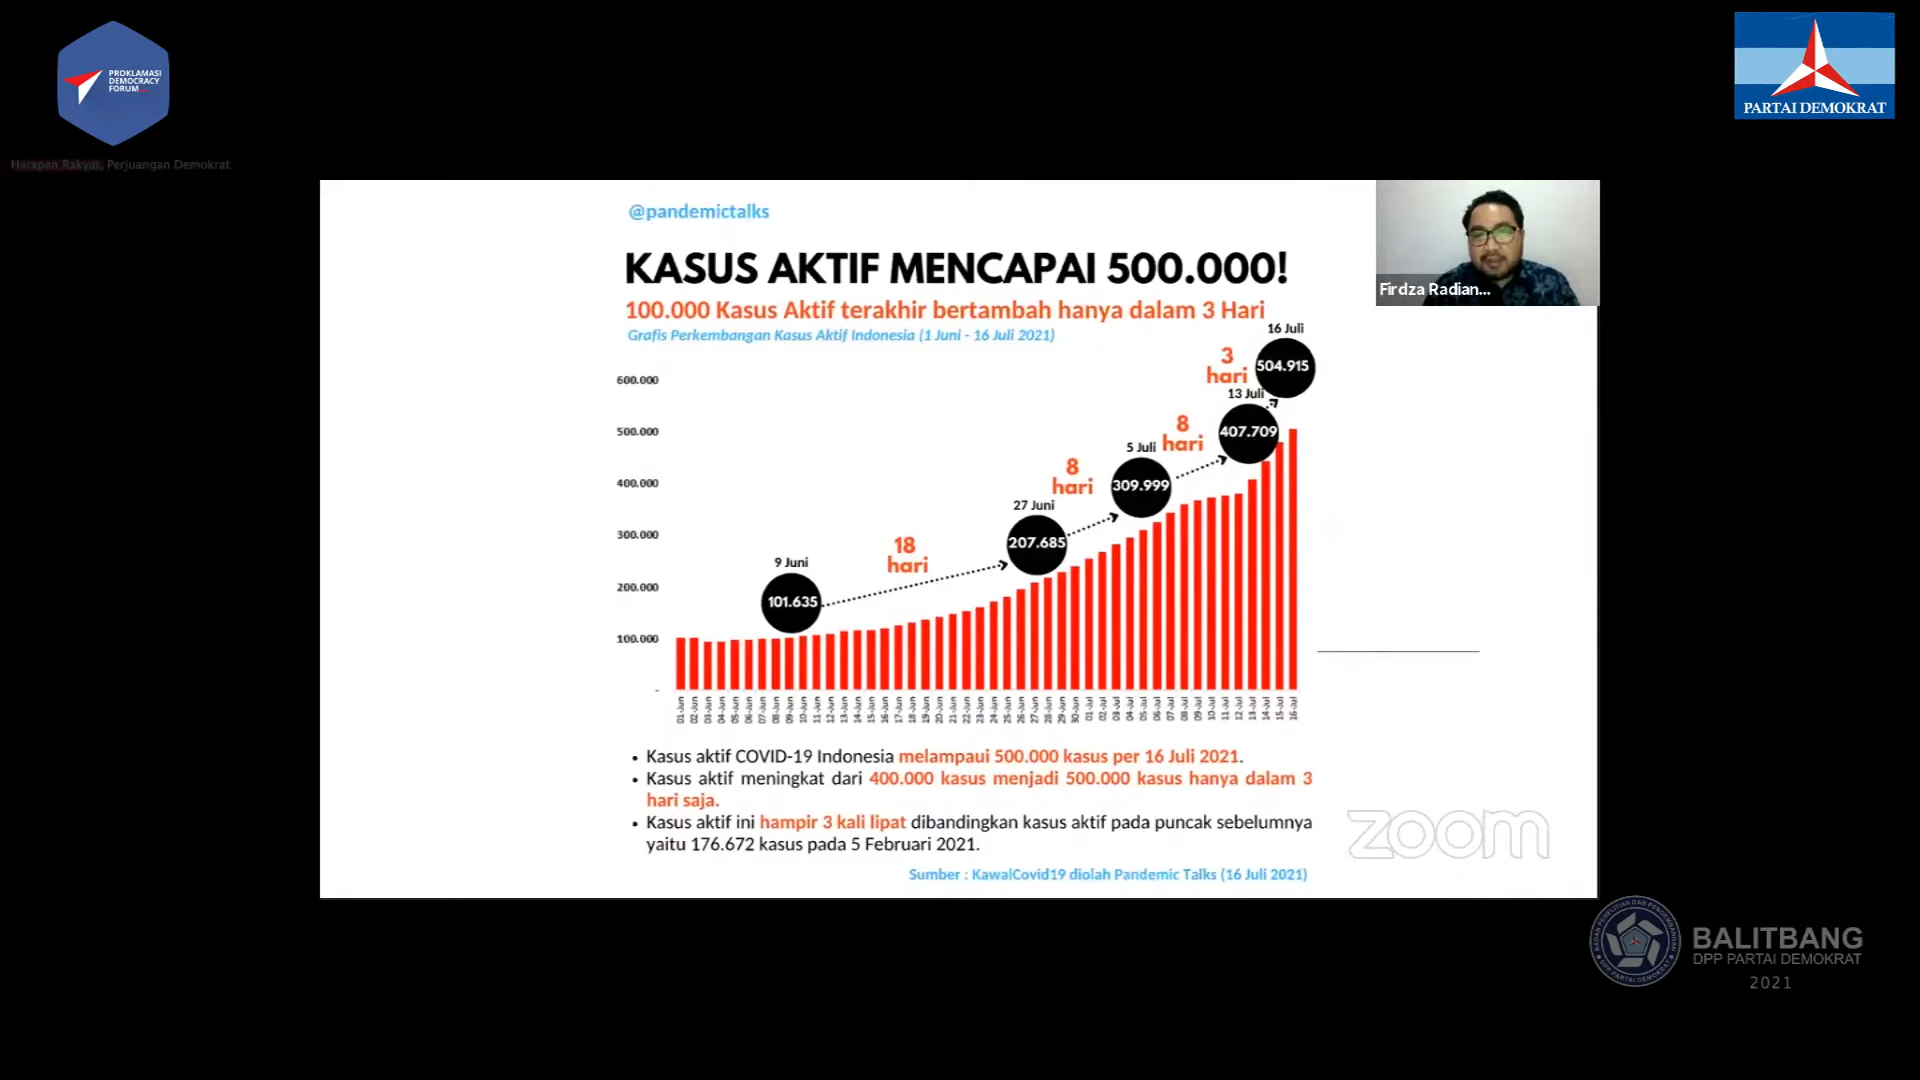 PROKLAMASI
DEMOCRACY
FORUM
Harapan Rakyat, Perjuangan Demokrat
PARTAI DEMOKRAT
@pandemictalks
KASUS AKTIF MENCAPAI 500.000!
100.000 Kasus Aktif terakhir bertambah hanya dalam 3 Hari
Grafis Perkembangan Kasus Aktif Indonesia (1 Juni - 16 Juli 2021)
Firdza Radian...
16 Juli
504.915
3
hari
13 Juli
407.709
8
hari
5 Juli
309.999
8
hari
27 Juni
207.685
18
hari
9 Juni
101.635
600.000
500.000
400.000
300.000
200.000
100.000
-
01-Jun
02-Jun
03-Jun
04-Jun
05-Jun
06-Jun
07-Jun
08-Jun
09-Jun
10-Jun
11-Jun
12-Jun
13-Jun
14-Jun
15-Jun
16-Jun
17-Jun
18-Jun
19-Jun
20-Jun
21-Jun
22-Jun
23-Jun
24-Jun
25-Jun
26-Jun
27-Jun
28-Jun
29-Jun
30-Jun
01-Jul
02-Jul
03-Jul
04-Jul
05-Jul
06-Jul
07-Jul
08-Jul
09-Jul
10-Jul
11-Jul
12-Jul
13-Jul
14-Jul
15-Jul
16-Jul
• Kasus aktif COVID-19 Indonesia melampaui 500.000 kasus per 16 Juli 2021.
• Kasus aktif meningkat dari 400.000 kasus menjadi 500.000 kasus hanya dalam 3
hari saja.
• Kasus aktif ini hampir 3 kali lipat dibandingkan kasus aktif pada puncak sebelumnya
yaitu 176.672 kasus pada 5 Februari 2021.
Sumber : KawalCovid19 diolah Pandemic Talks (16 Juli 2021)
zoom
BADAN PENELITIAN DAN PENGEMBANGAN
DPP PARTAI DEMOKRAT
BALITBANG
DPP PARTAI DEMOKRAT
2021